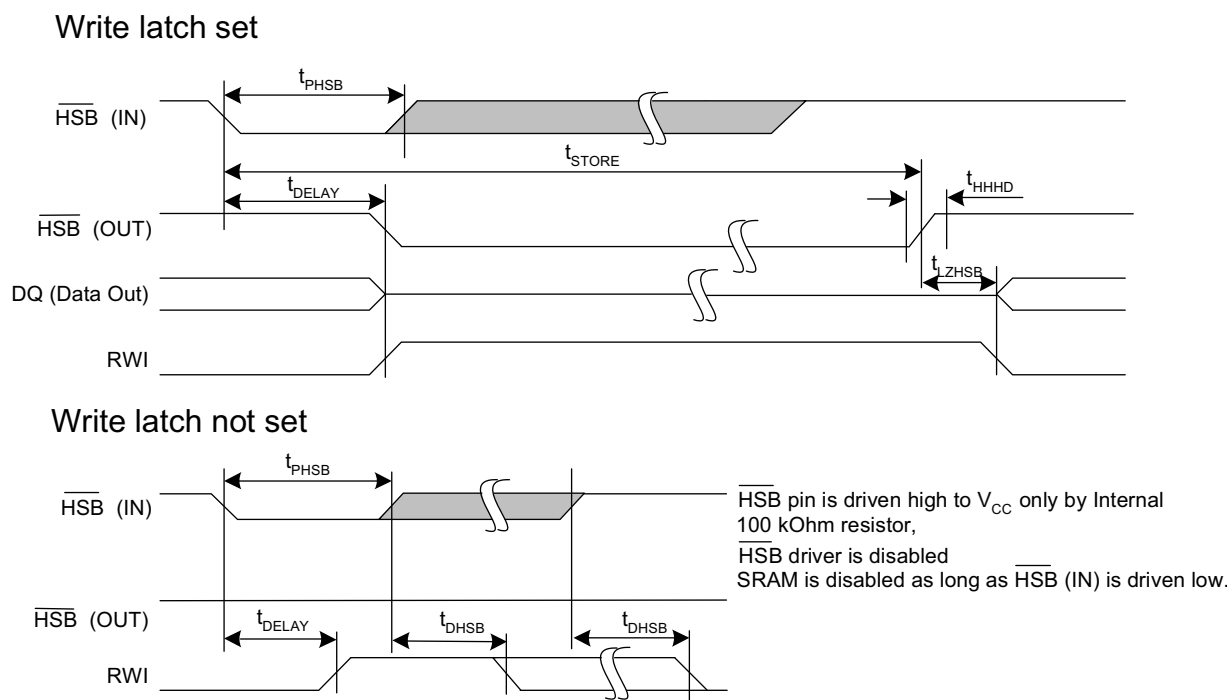 Write latch set
tPHSB
HSB (IN)
tSTORE
tHHHD
tDELAY
HSB (OUT)
tLZHSB
DQ (Data Out)
RWI
Write latch not set
tPHSB
HSB (IN)
HSB pin is driven high to VCC only by Internal
100 kOhm resistor,
HSB driver is disabled
SRAM is disabled as long as HSB (IN) is driven low.
HSB (OUT)
tDELAY
tDHSB
tDHSB
RWI